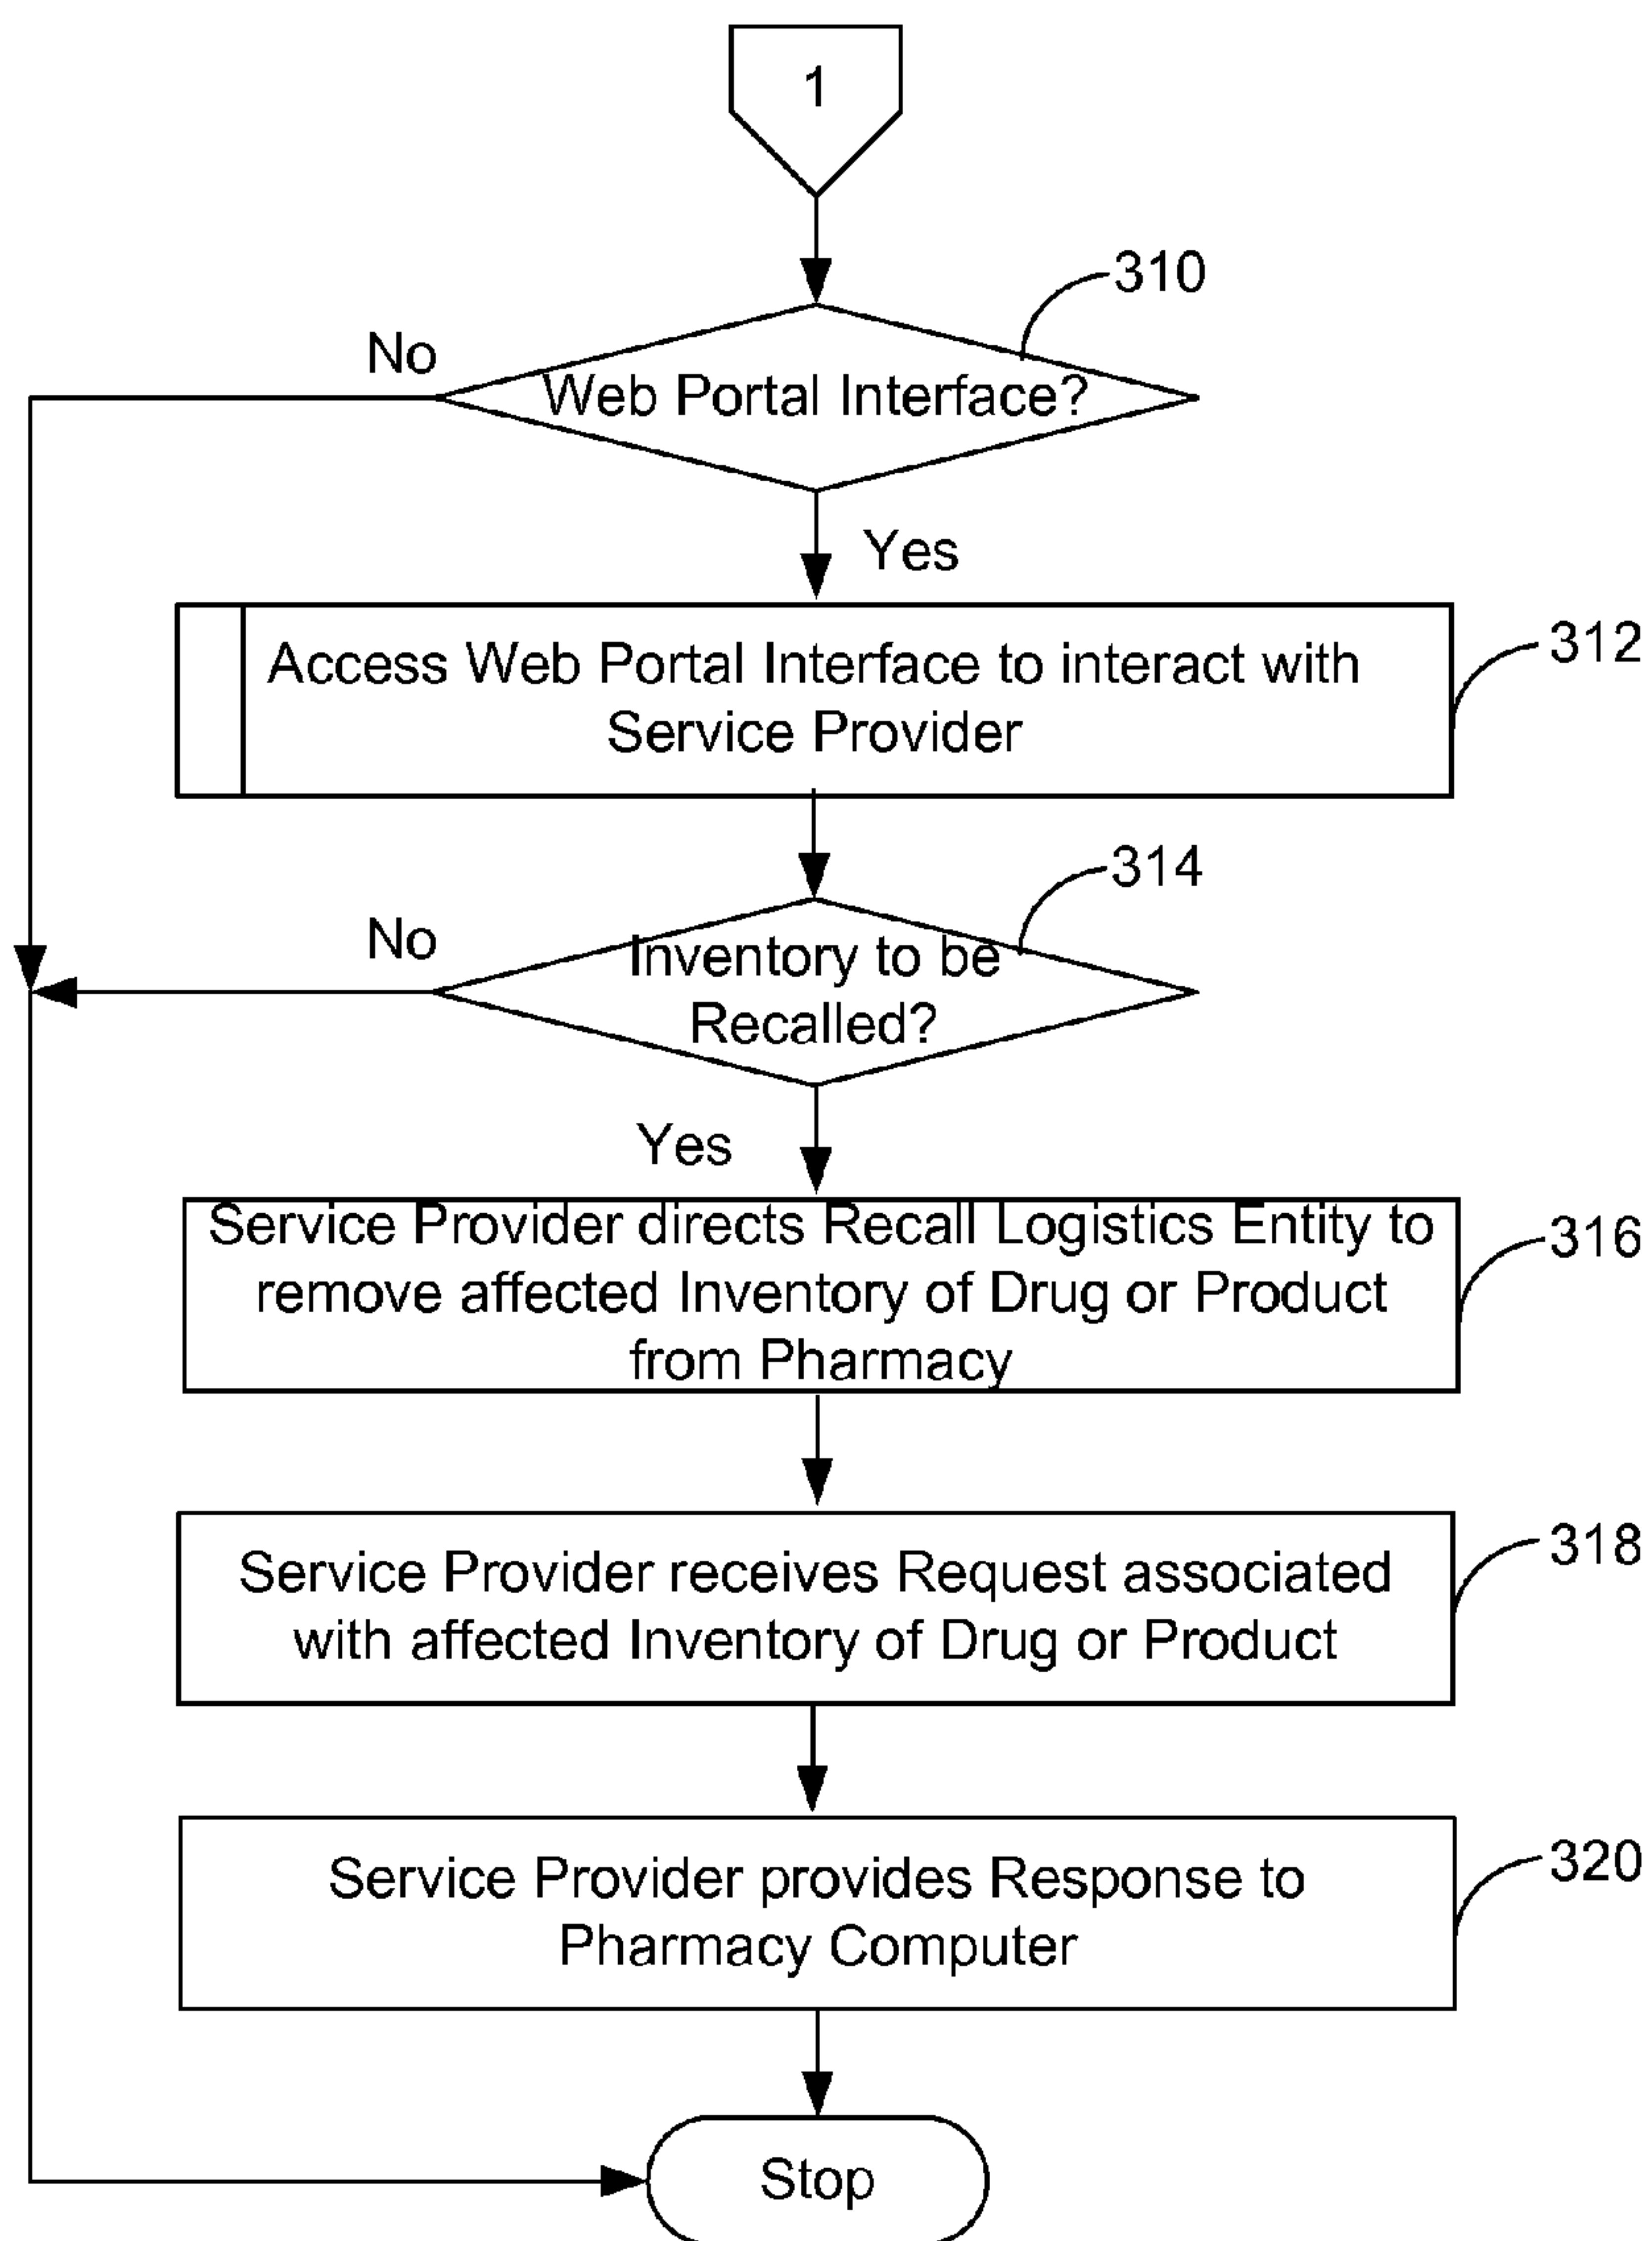 1
310
No
Web Portal Interface?
Yes
312
Access Web Portal Interface to interact with
Service Provider
314
No
Inventory to be
Recalled?
Yes
316
Service Provider directs Recall Logistics Entity to
remove affected Inventory of Drug or Product
from Pharmacy
318
Service Provider receives Request associated
with affected Inventory of Drug or Product
320
Service Provider provides Response to
Pharmacy Computer
Stop